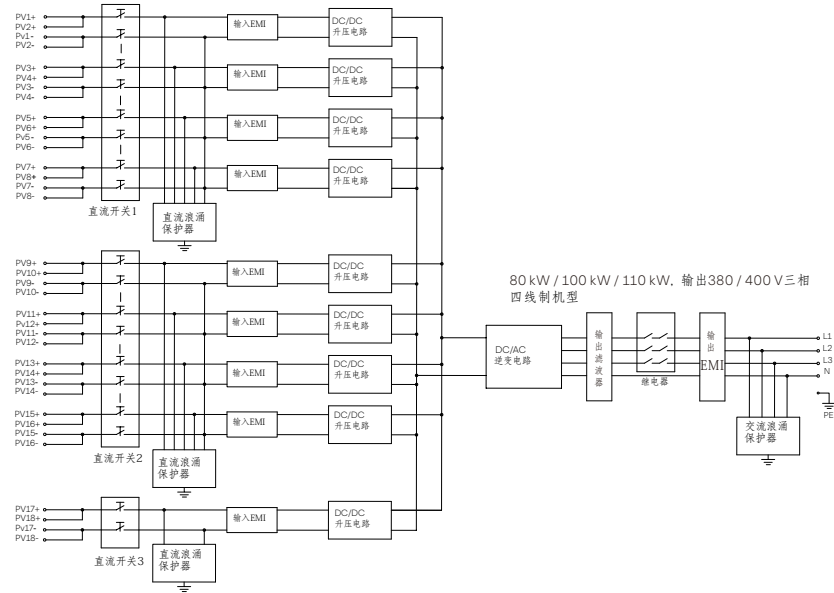 PV1+
PV2+
Pv1-
PV2-
输入EMI
DC/DC
升压电路
PV3+
PV4+
PV3-
PV4-
输入EMI
DC/DC
升压电路
PV5+
PV6+
Pv5-
PV6-
输入EMI
DC/DC
升压电路
PV7+
PV8+
PV7-
PV8-
输入EMI
DC/DC
升压电路
直流开关1
直流浪涌
保护器
PV9+
PV10+
PV9-
PV10-
输入EMI
DC/DC
升压电路
PV11+
Pv12+
PV11-
PV12-
输入EMI
DC/DC
升压电路
PV13+
PV14+
PV13-
PV14-
输入EMI
DC/DC
升压电路
PV15+
PV16+
PV15-
PV16-
输入EMI
DC/DC
升压电路
直流开关2
直流浪涌
保护器
PV17+
PV18+
Pv17-
PV18-
输入EMI
DC/DC
升压电路
直流开关3
直流浪涌
保护器
80 kW / 100 kW / 110 kW, 输出380 / 400 V三相
四线制机型
DC/AC
逆变电路
输出滤波器
继电器
输出EMI
L1
L2
L3
N
PE
交流浪涌
保护器